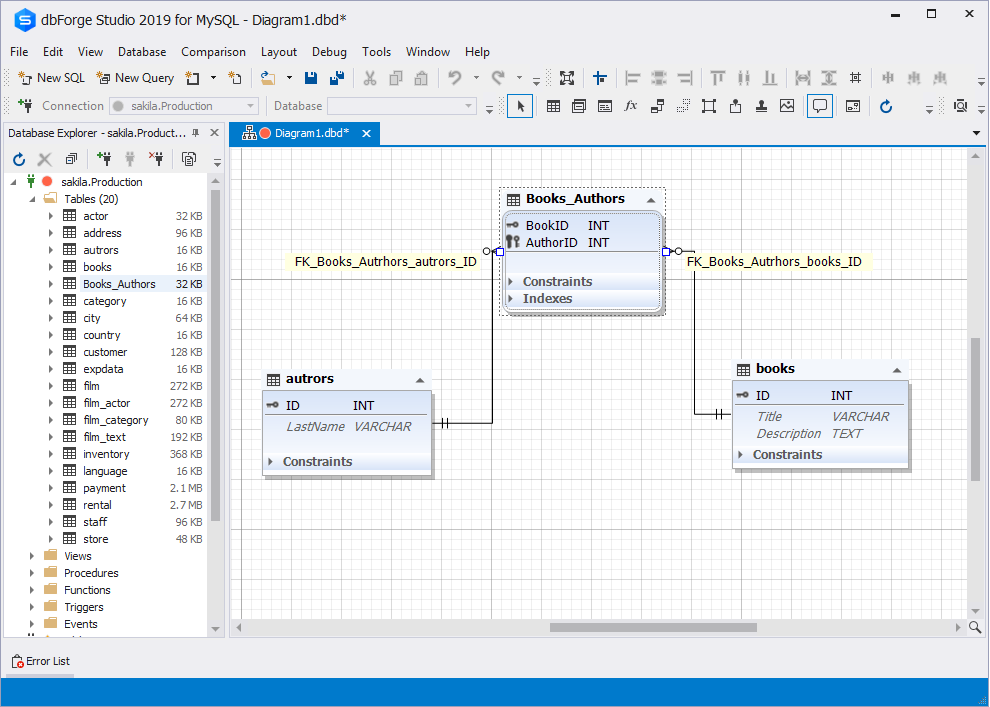 dbForge Studio 2019 for MySQL - Diagram1.dbd*
File Edit View Database Comparison Layout Debug Tools Window Help
New SQL New Query
Connection sakila.Production Database
Database Explorer - sakila.Product...
Diagram1.dbd*
sakila.Production
Tables (20)
actor 32 KB
address 96 KB
autrors 16 KB
books 16 KB
Books_Authors 32 KB
category 16 KB
city 64 KB
country 16 KB
customer 128 KB
expdata 16 KB
film 272 KB
film_actor 272 KB
film_category 80 KB
film_text 192 KB
inventory 368 KB
language 16 KB
payment 2.1 MB
rental 2.7 MB
staff 96 KB
store 48 KB
Views
Procedures
Functions
Triggers
Events
Books_Authors
BookID INT
AuthorID INT
Constraints
Indexes
FK_Books_Autrhors_autrors_ID
FK_Books_Autrhors_books_ID
autrors
ID INT
LastName VARCHAR
Constraints
books
ID INT
Title VARCHAR
Description TEXT
Constraints
Error List